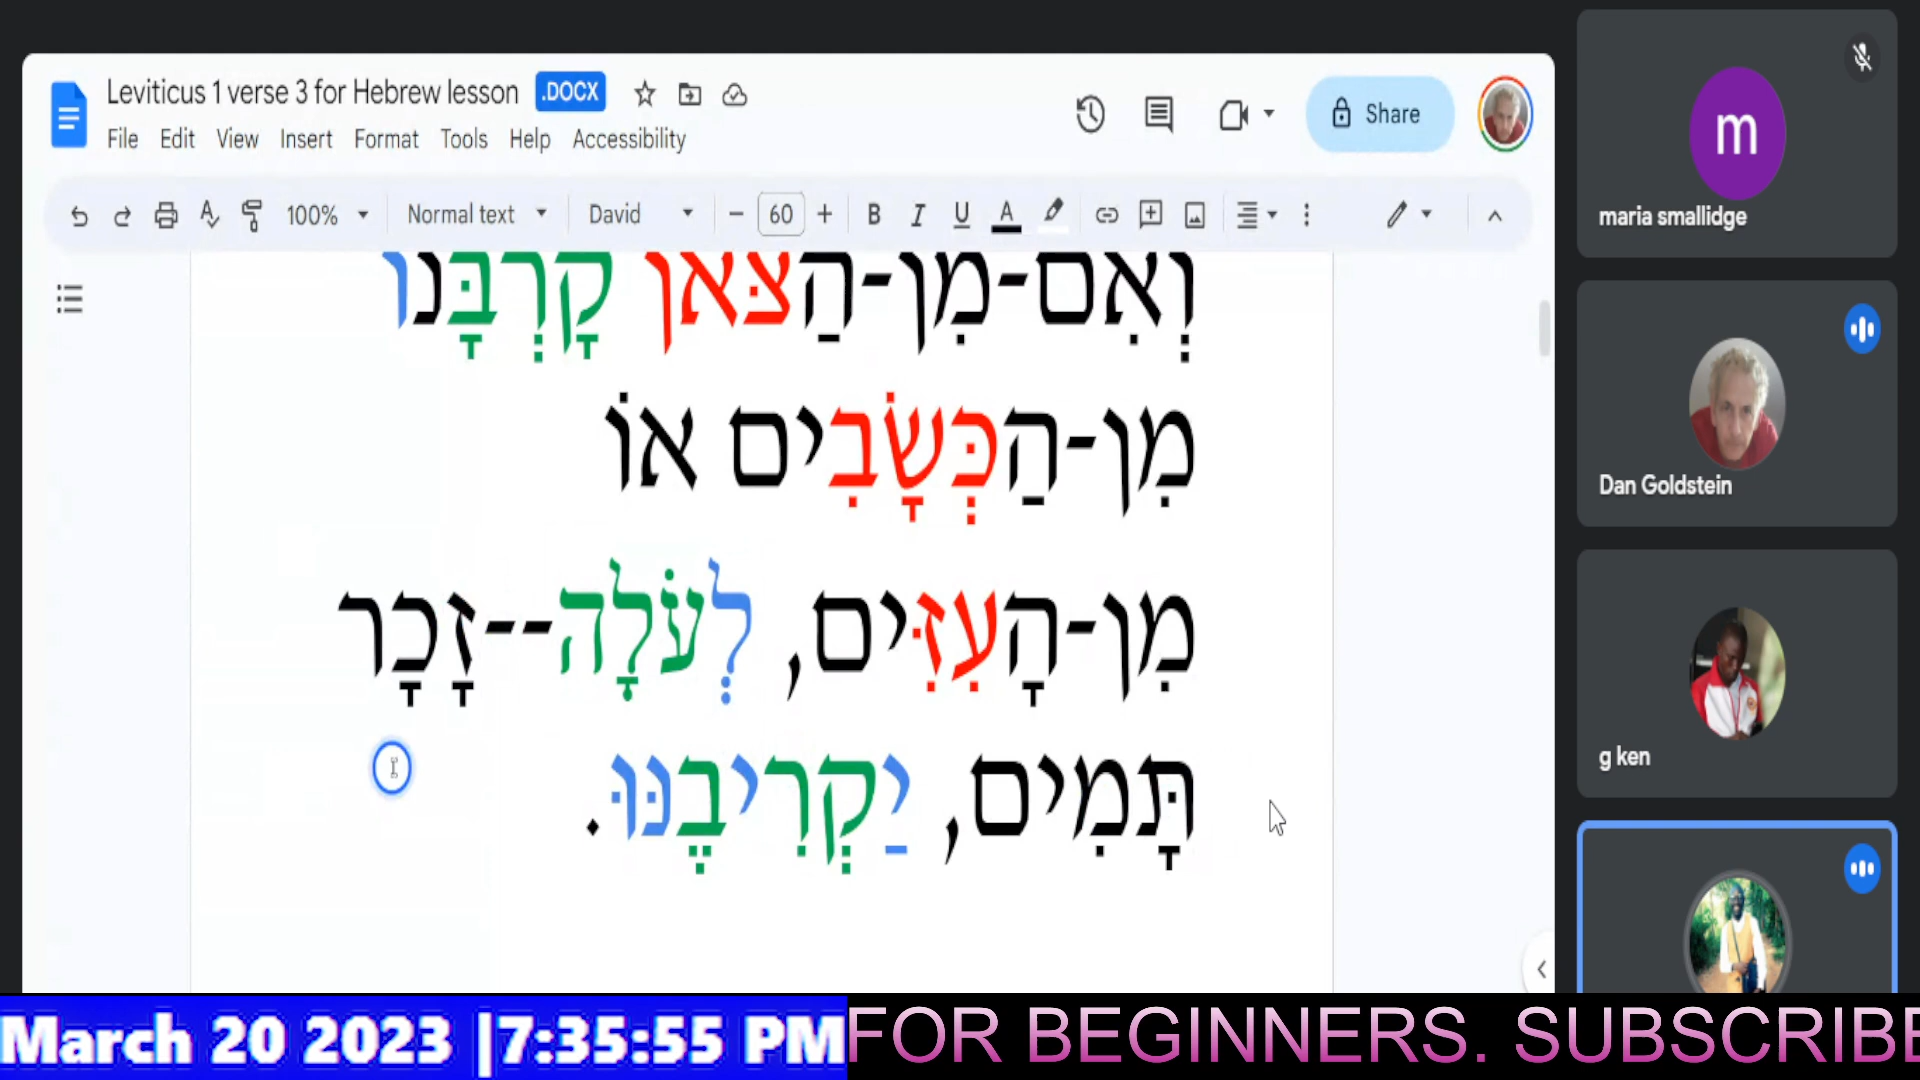 Leviticus 1 verse 3 for Hebrew lesson .DOCX
File Edit View Insert Format Tools Help Accessibility
Share
100% Normal text David 60
וְאִם-מִן-הַצֹּאן קָרְבָּנוֹ
מִן-הַכְּשָׂבִים אוֹ
מִן-הָעִזִּים, לְעֹלָה--זָכָר
תָּמִים, יַקְרִיבֶנּוּ.
m
maria smallidge
Dan Goldstein
g ken
March 20 2023 |7:35:55 PM
FOR BEGINNERS. SUBSCRIBE